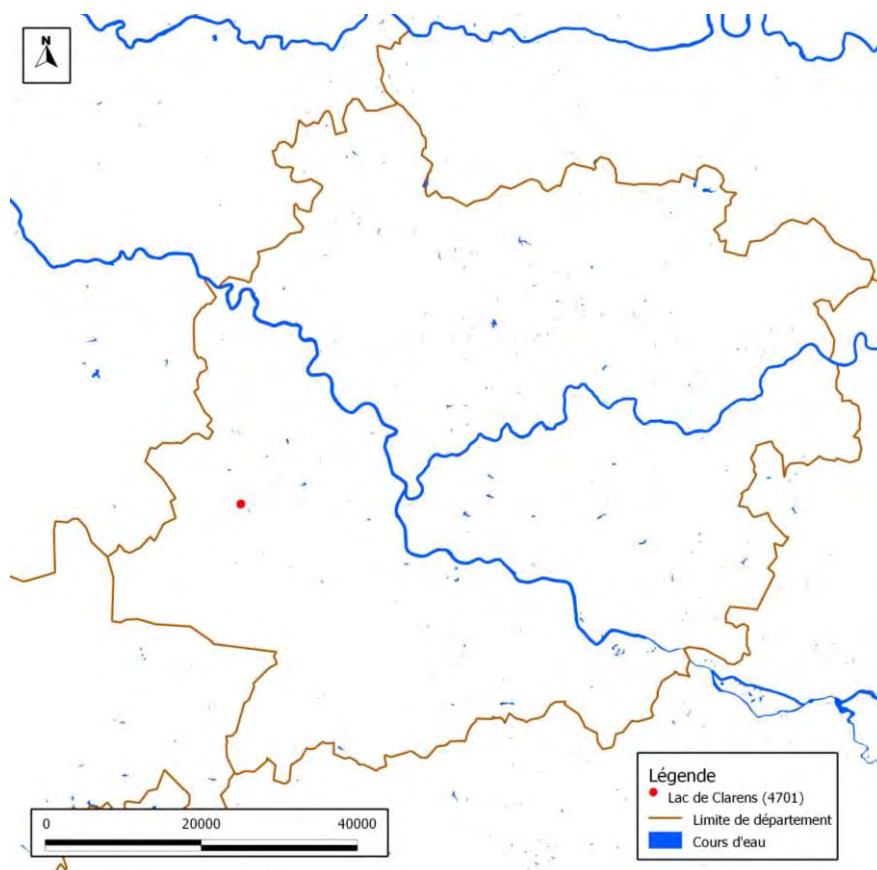 N
Légende
Lac de Clarens (4701)
Limite de département
Cours d'eau
0 20000 40000